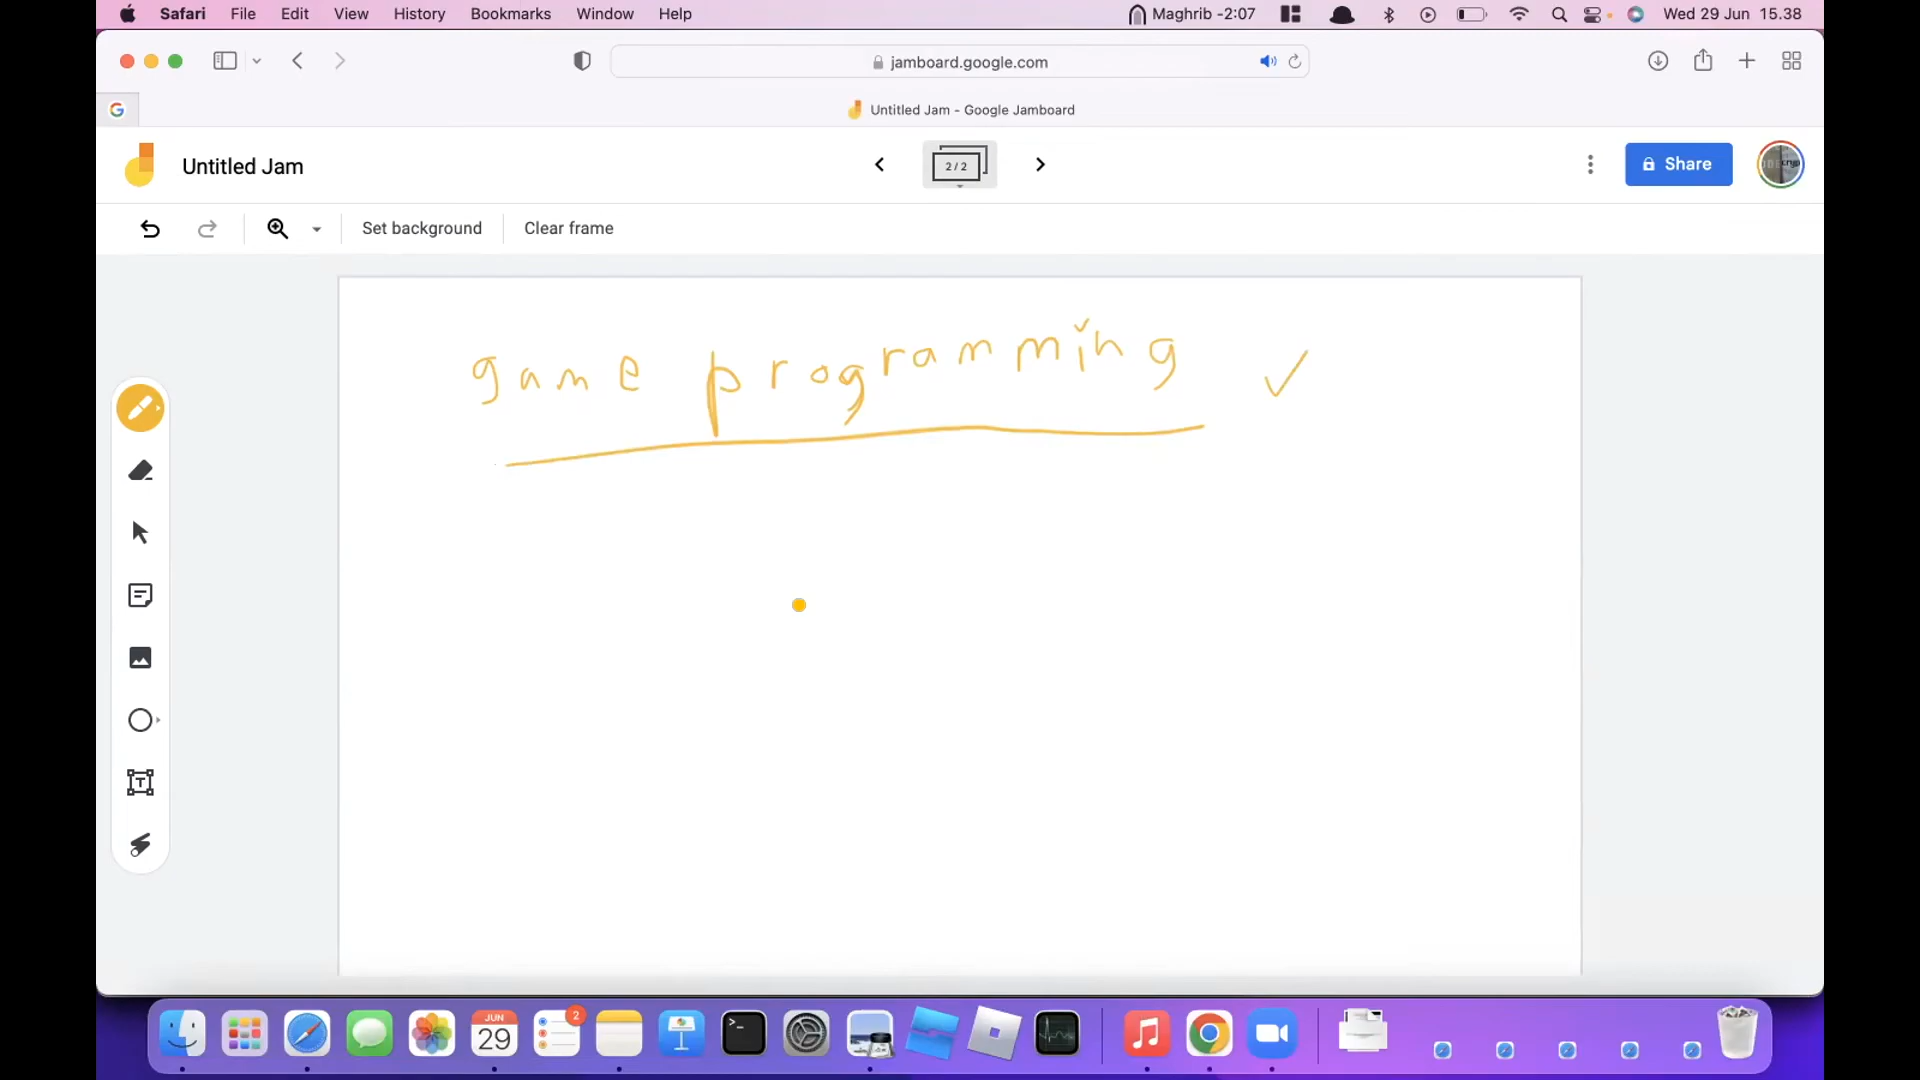 Safari File Edit View History Bookmarks Window Help Maghrib -2:07 Wed 29 Jun 15.38
jamboard.google.com
G Untitled Jam - Google Jamboard
Untitled Jam 2 / 2 Share
Set background Clear frame
game programming
T
JUN
29
2
>_